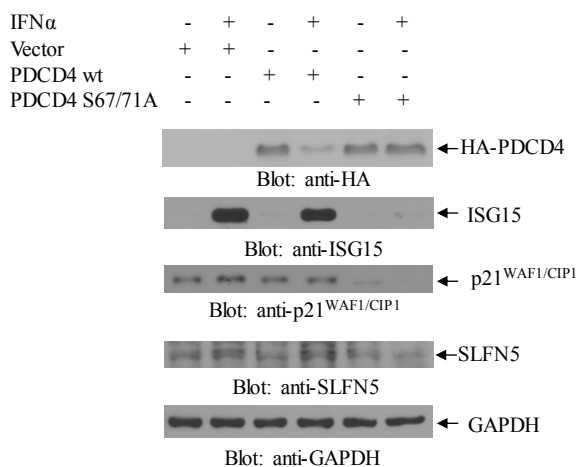 IFNα - + - + - +
Vector + + - - - -
PDCD4 wt - - + + - -
PDCD4 S67/71A - - - - + +
HA-PDCD4
Blot: anti-HA
ISG15
Blot: anti-ISG15
p21WAF1/CIP1
Blot: anti-p21WAF1/CIP1
SLFN5
Blot: anti-SLFN5
GAPDH
Blot: anti-GAPDH